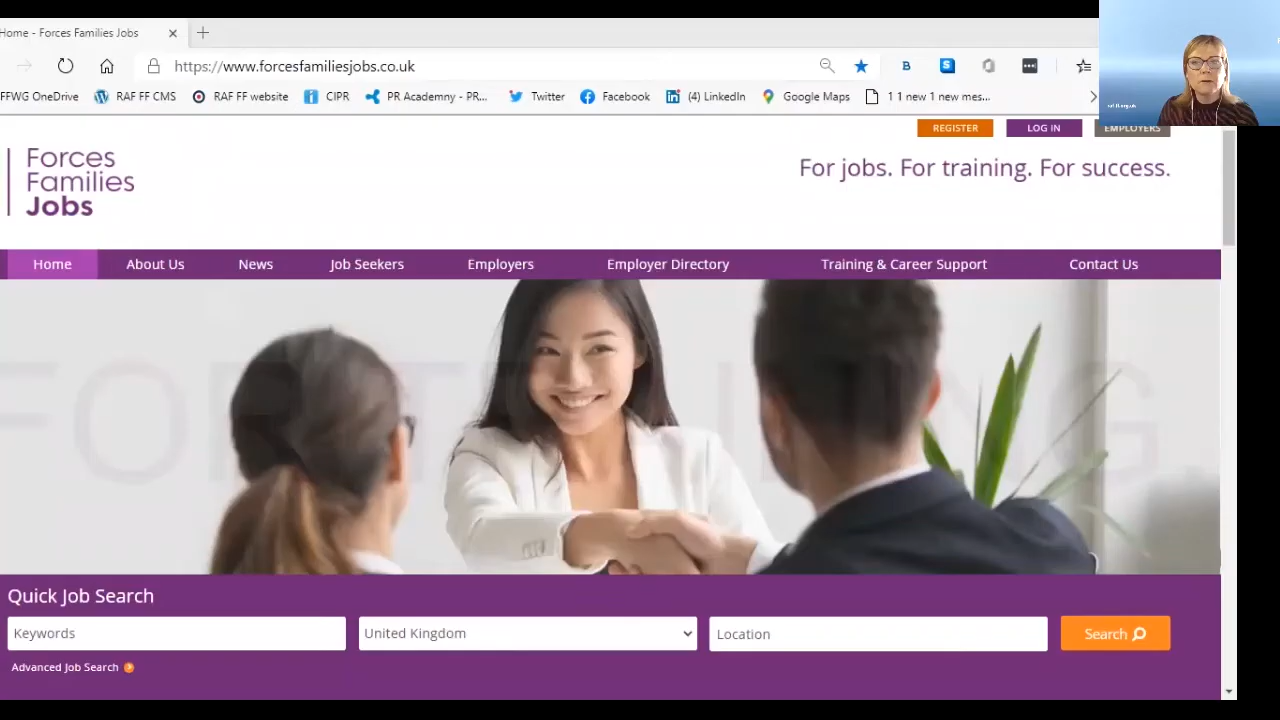 Home - Forces Families Jobs
https://www.forcesfamiliesjobs.co.uk
FFWG OneDrive
RAF FF CMS
RAF FF website
CIPR
PR Academny - PR...
Twitter
Facebook
(4) LinkedIn
Google Maps
1 1 new 1 new mes...
REGISTER
LOG IN
EMPLOYERS
Forces
Families
Jobs
For jobs. For training. For success.
Home
About Us
News
Job Seekers
Employers
Employer Directory
Training & Career Support
Contact Us
FOR TRAINING.
Quick Job Search
Keywords
United Kingdom
Location
Search
Advanced Job Search